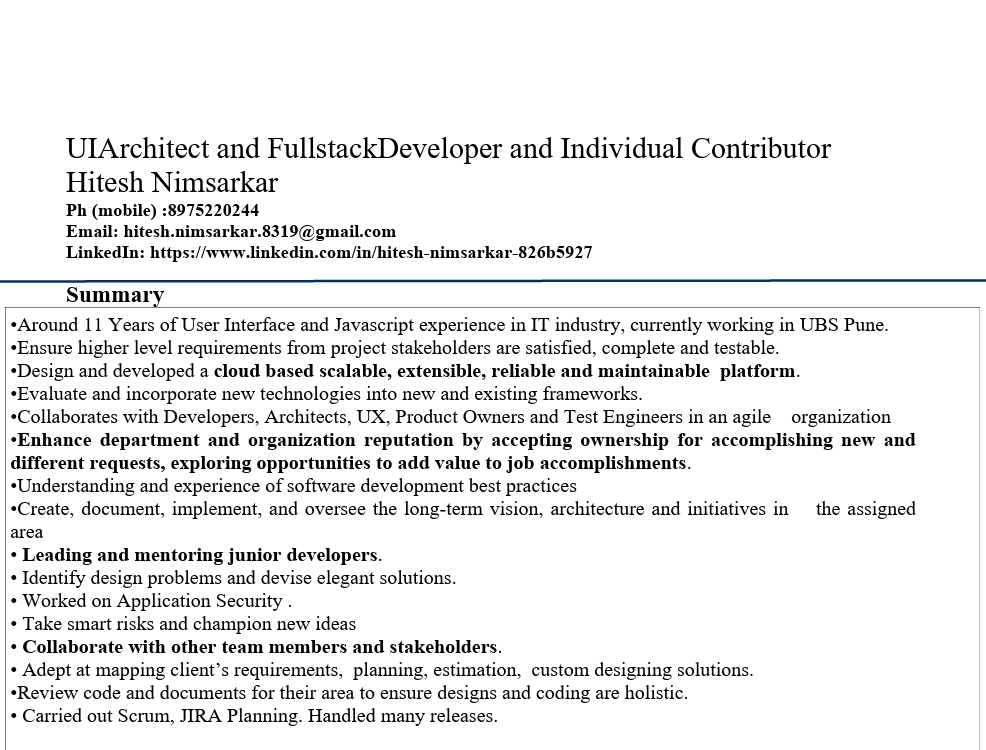 UIArchitect and FullstackDeveloper and Individual Contributor
Hitesh Nimsarkar
Ph (mobile) :8975220244
Email: hitesh.nimsarkar.8319@gmail.com
LinkedIn: https://www.linkedin.com/in/hitesh-nimsarkar-826b5927
Summary
•Around 11 Years of User Interface and Javascript experience in IT industry, currently working in UBS Pune.
•Ensure higher level requirements from project stakeholders are satisfied, complete and testable.
•Design and developed a cloud based scalable, extensible, reliable and maintainable platform.
•Evaluate and incorporate new technologies into new and existing frameworks.
•Collaborates with Developers, Architects, UX, Product Owners and Test Engineers in an agile organization
•Enhance department and organization reputation by accepting ownership for accomplishing new and
different requests, exploring opportunities to add value to job accomplishments.
•Understanding and experience of software development best practices
•Create, document, implement, and oversee the long-term vision, architecture and initiatives in the assigned
area
• Leading and mentoring junior developers.
• Identify design problems and devise elegant solutions.
• Worked on Application Security .
• Take smart risks and champion new ideas
• Collaborate with other team members and stakeholders.
• Adept at mapping client’s requirements, planning, estimation, custom designing solutions.
•Review code and documents for their area to ensure designs and coding are holistic.
• Carried out Scrum, JIRA Planning. Handled many releases.